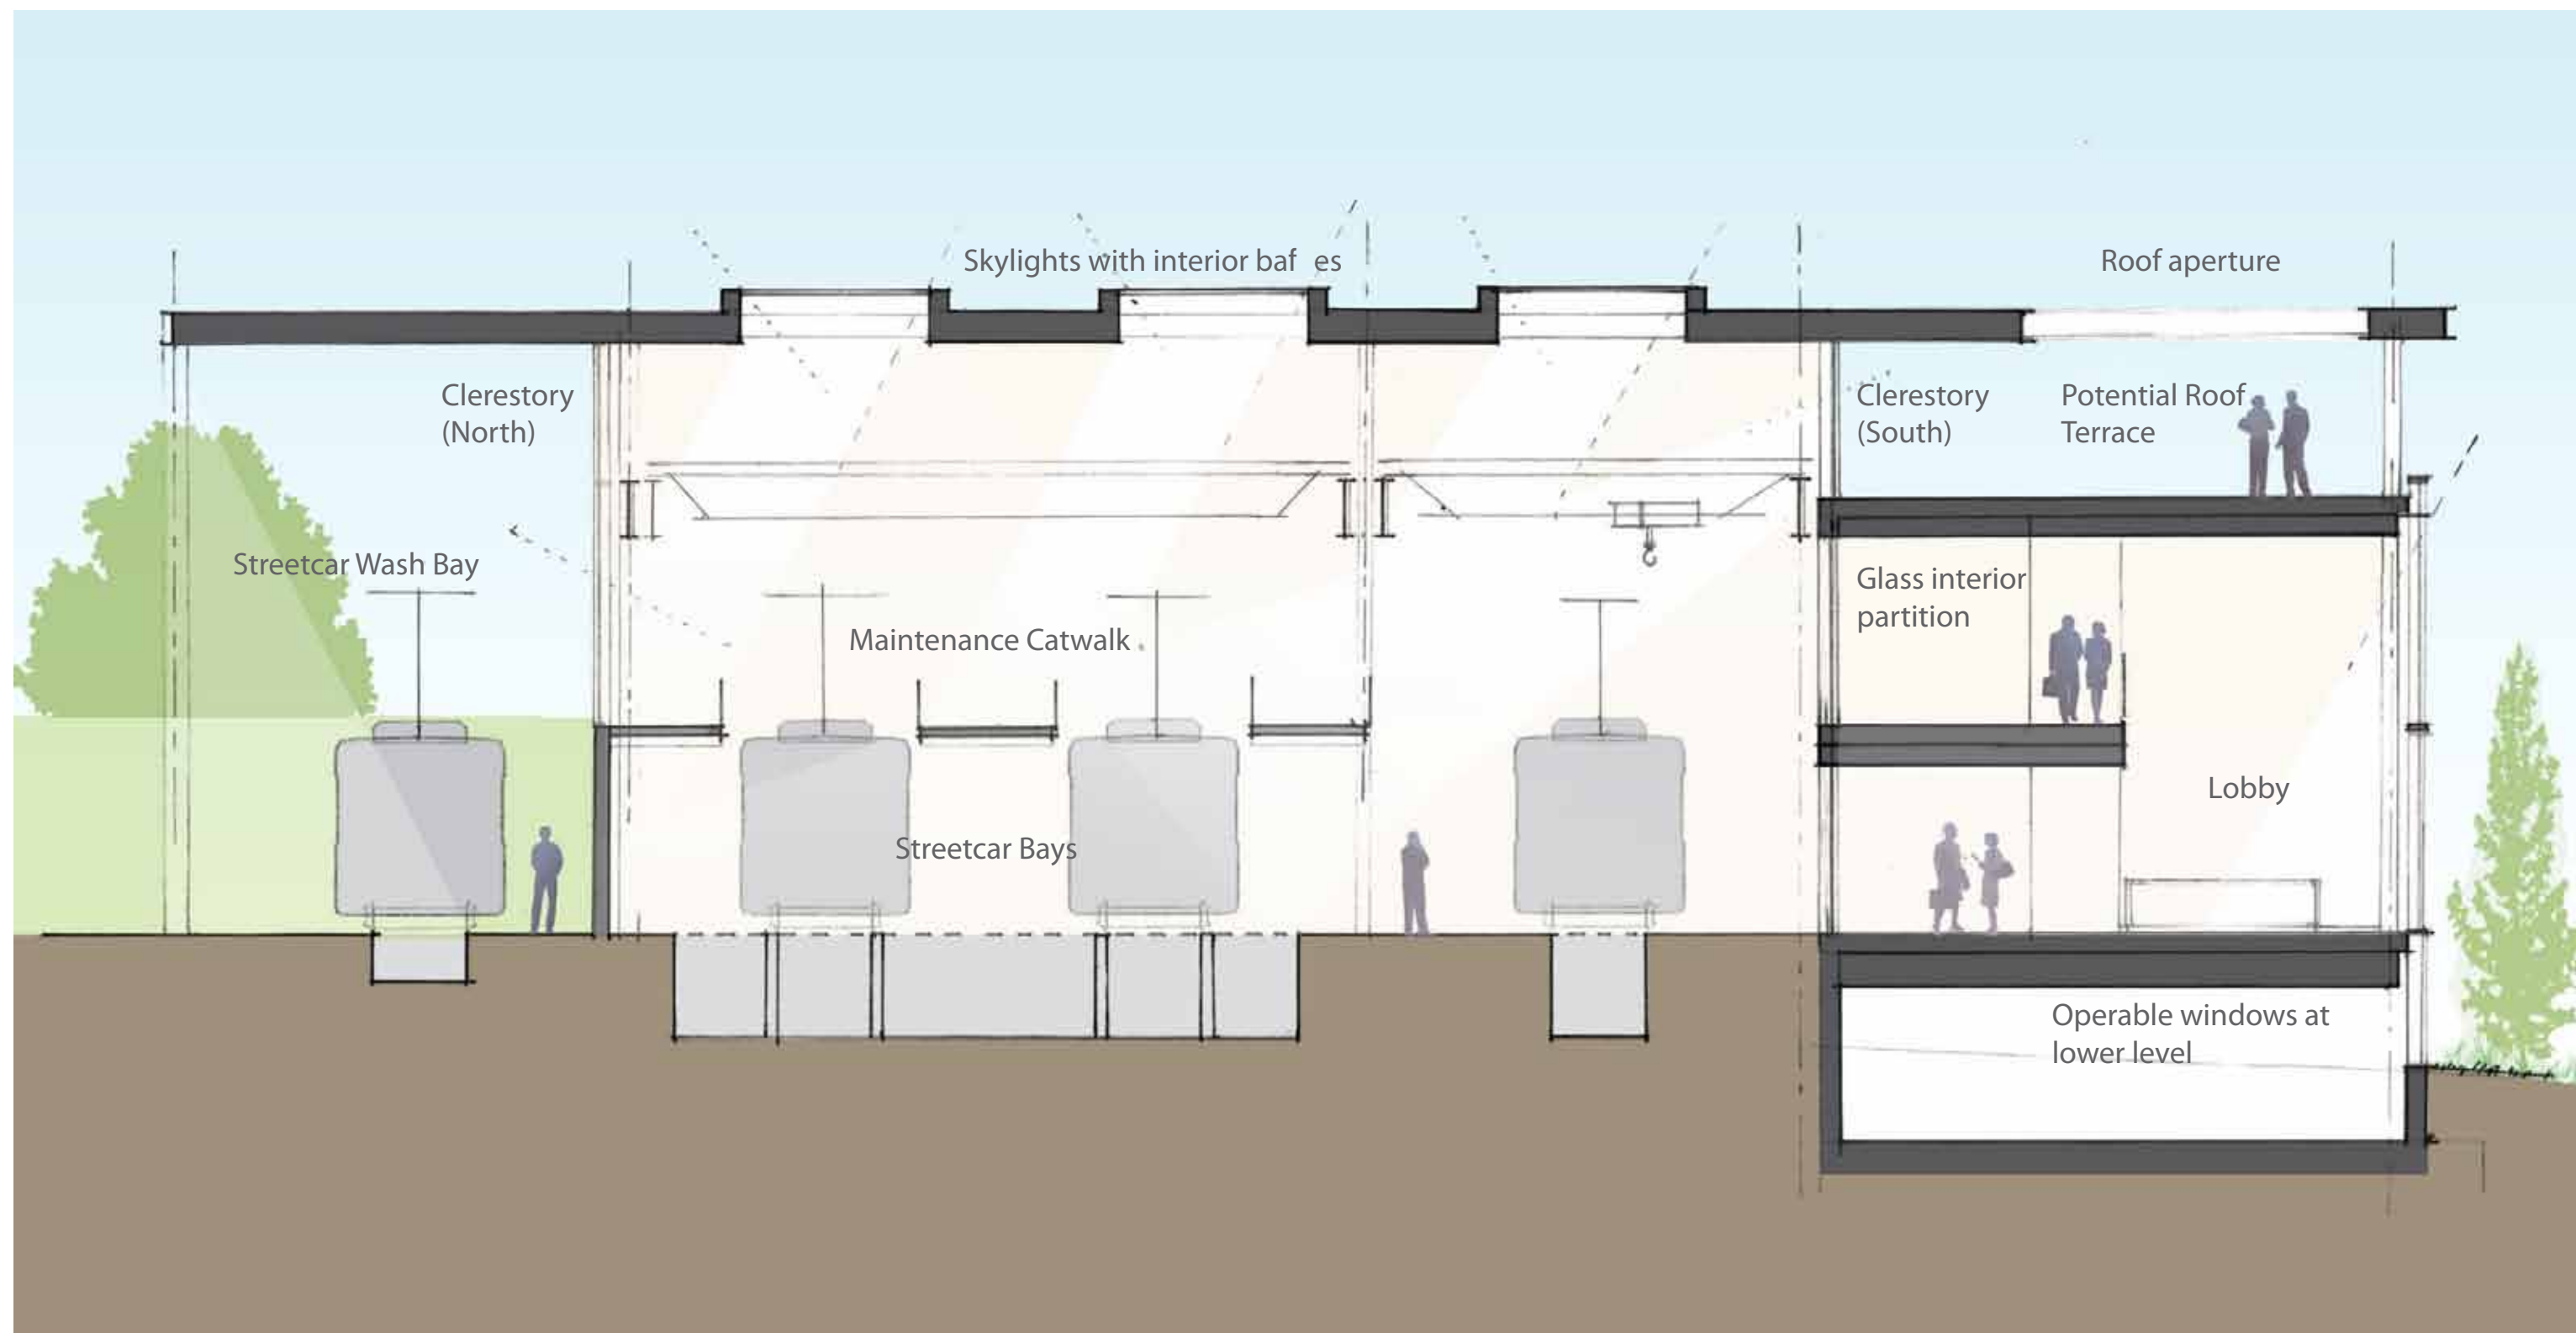 Skylights with interior baf es
Roof aperture
Clerestory
(North)
Clerestory
(South)
Potential Roof
Terrace
Streetcar Wash Bay
Glass interior
partition
Maintenance Catwalk
Lobby
Streetcar Bays
Operable windows at
lower level